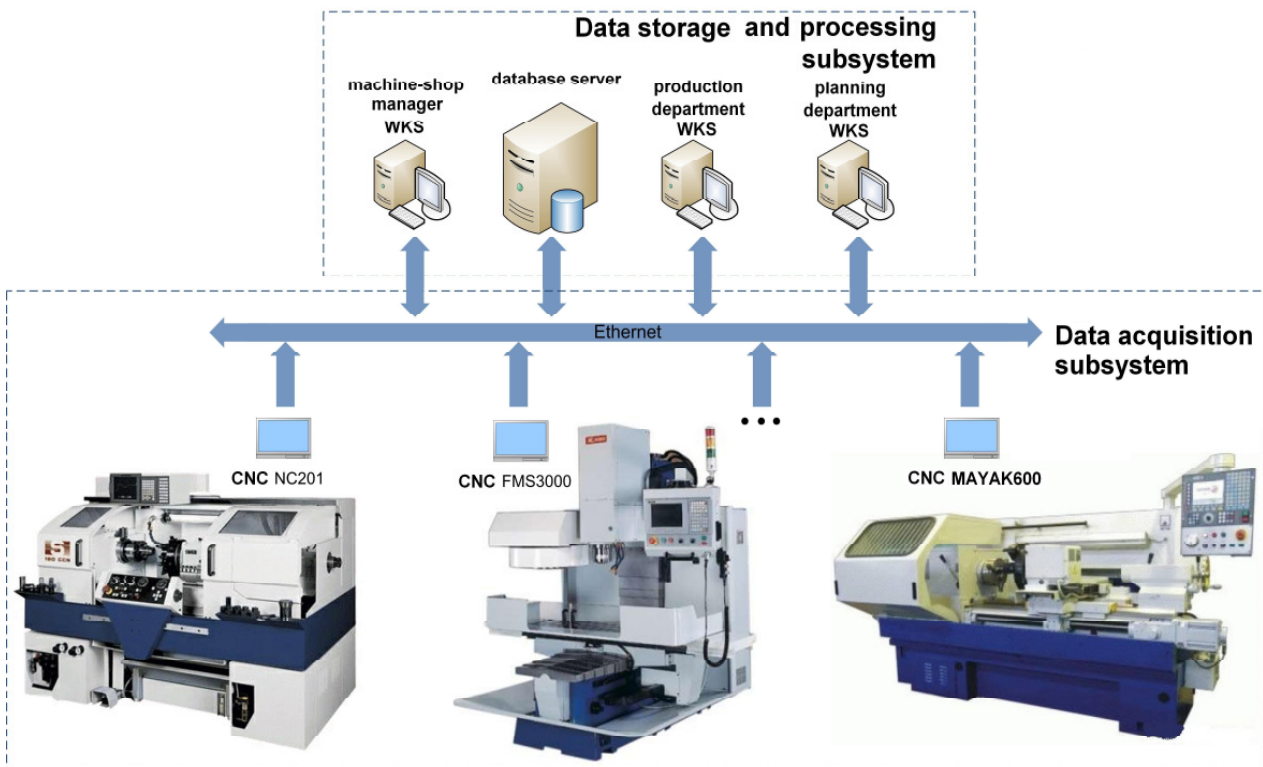 Data storage and processing
subsystem
machine-shop
manager
WKS
database server
production
department
WKS
planning
department
WKS
Ethernet
Data acquisition
subsystem
CNC NC201
CNC FMS3000
CNC MAYAK600